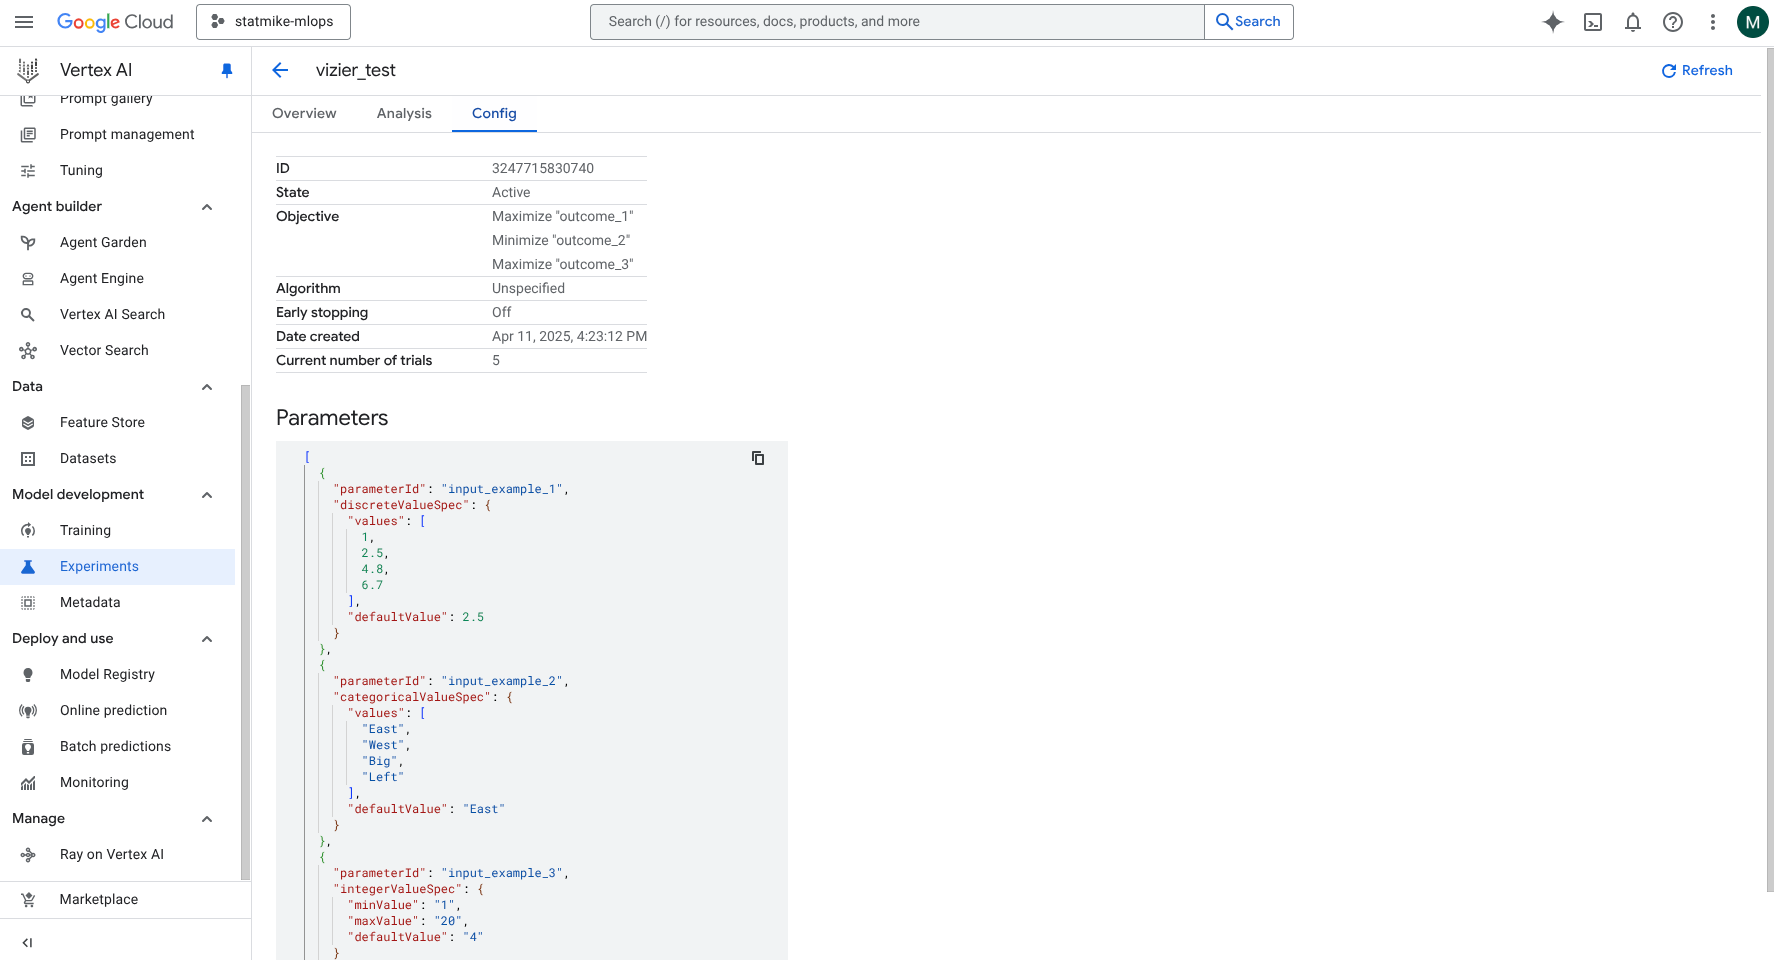 Google Cloud
statmike-mlops
Search (/) for resources, docs, products, and more
Search
M
Vertex AI
vizier_test
Refresh
Prompt gallery
Prompt management
Tuning
Agent builder
Agent Garden
Agent Engine
Vertex AI Search
Vector Search
Data
Feature Store
Datasets
Model development
Training
Experiments
Metadata
Deploy and use
Model Registry
Online prediction
Batch predictions
Monitoring
Manage
Ray on Vertex AI
Marketplace
Overview Analysis Config
ID 3247715830740
State Active
Objective Maximize "outcome_1"
Minimize "outcome_2"
Maximize "outcome_3"
Algorithm Unspecified
Early stopping Off
Date created Apr 11, 2025, 4:23:12 PM
Current number of trials 5
Parameters
[
{
"parameterId": "input_example_1",
"discreteValueSpec": {
"values": [
1,
2.5,
4.8,
6.7
],
"defaultValue": 2.5
}
},
{
"parameterId": "input_example_2",
"categoricalValueSpec": {
"values": [
"East",
"West",
"Big",
"Left"
],
"defaultValue": "East"
}
},
{
"parameterId": "input_example_3",
"integerValueSpec": {
"minValue": "1",
"maxValue": "20",
"defaultValue": "4"
}